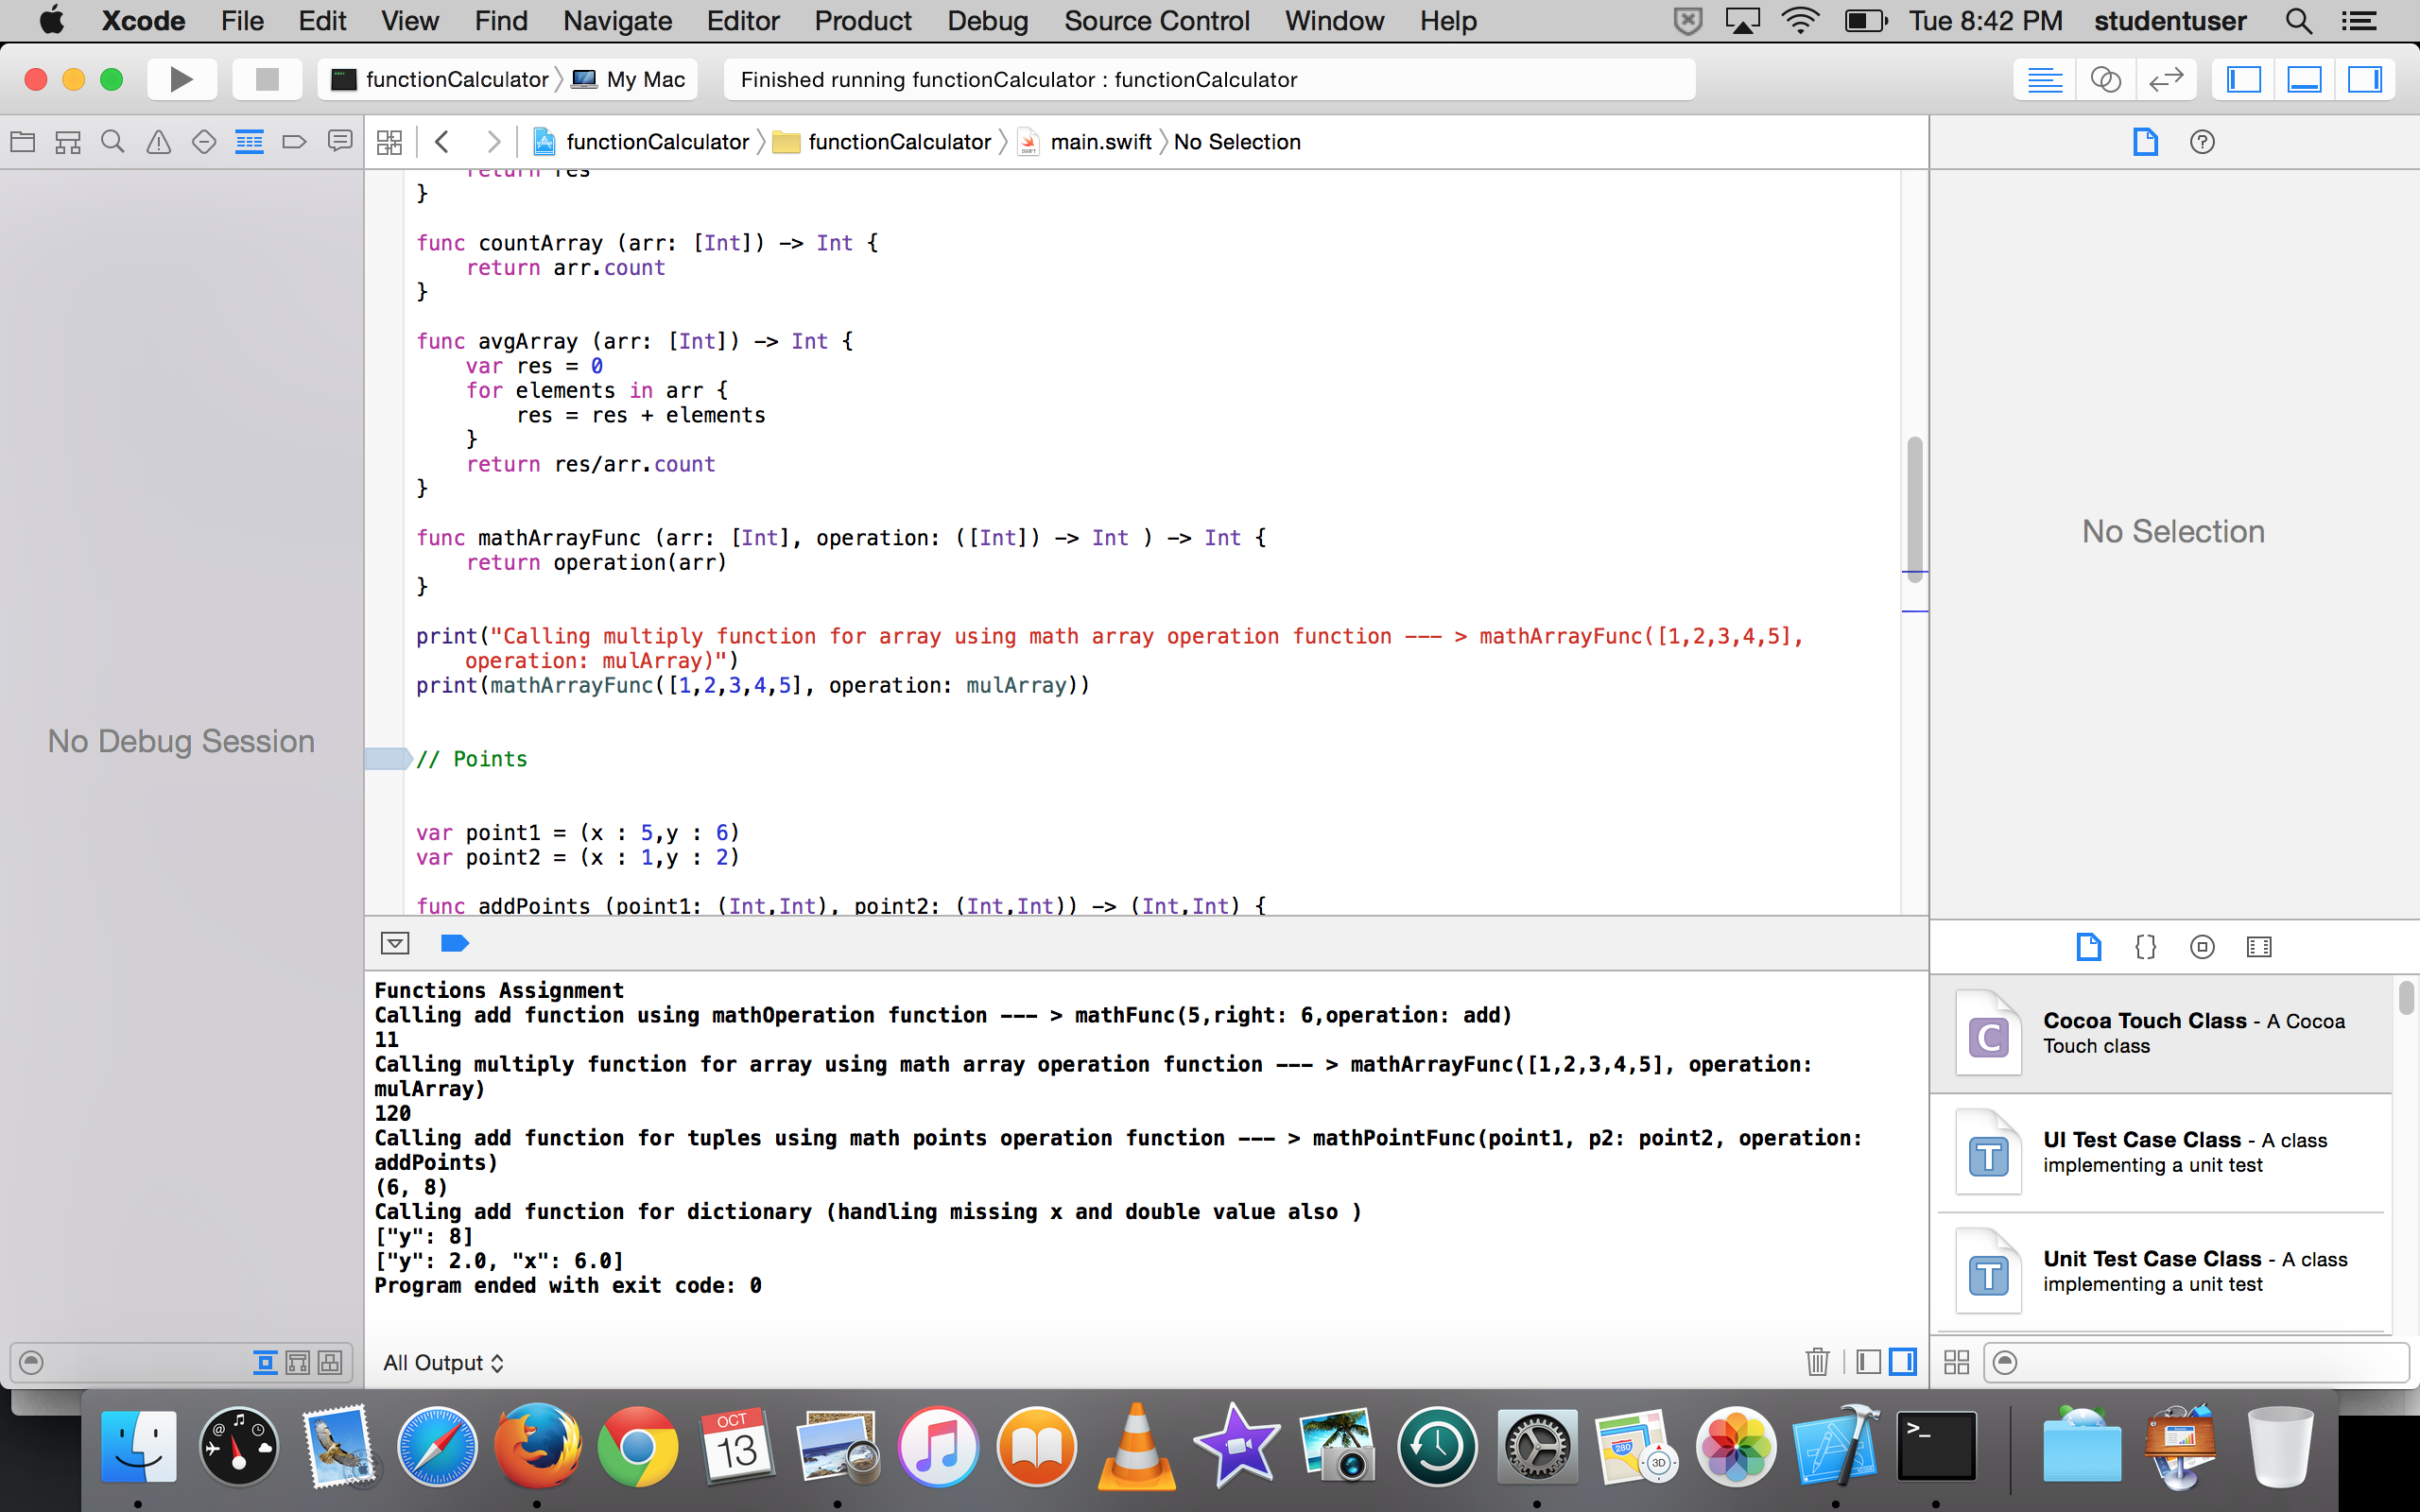 Xcode File Edit View Find Navigate Editor Product Debug Source Control Window Help Tue 8:42 PM studentuser
functionCalculator My Mac Finished running functionCalculator : functionCalculator
functionCalculator functionCalculator main.swift No Selection
return res
}
func countArray (arr: [Int]) -> Int {
return arr.count
}
func avgArray (arr: [Int]) -> Int {
var res = 0
for elements in arr {
res = res + elements
}
return res/arr.count
}
func mathArrayFunc (arr: [Int], operation: ([Int]) -> Int ) -> Int {
return operation(arr)
}
print("Calling multiply function for array using math array operation function --- > mathArrayFunc([1,2,3,4,5],
operation: mulArray)")
print(mathArrayFunc([1,2,3,4,5], operation: mulArray))
// Points
var point1 = (x : 5,y : 6)
var point2 = (x : 1,y : 2)
func addPoints (point1: (Int,Int), point2: (Int,Int)) -> (Int,Int) {
No Debug Session
No Selection
Functions Assignment
Calling add function using mathOperation function --- > mathFunc(5,right: 6,operation: add)
11
Calling multiply function for array using math array operation function --- > mathArrayFunc([1,2,3,4,5], operation:
mulArray)
120
Calling add function for tuples using math points operation function --- > mathPointFunc(point1, p2: point2, operation:
addPoints)
(6, 8)
Calling add function for dictionary (handling missing x and double value also )
["y": 8]
["y": 2.0, "x": 6.0]
Program ended with exit code: 0
All Output
Cocoa Touch Class - A Cocoa
Touch class
UI Test Case Class - A class
implementing a unit test
Unit Test Case Class - A class
implementing a unit test
C
T
T
OCT
13
280
3D
>_